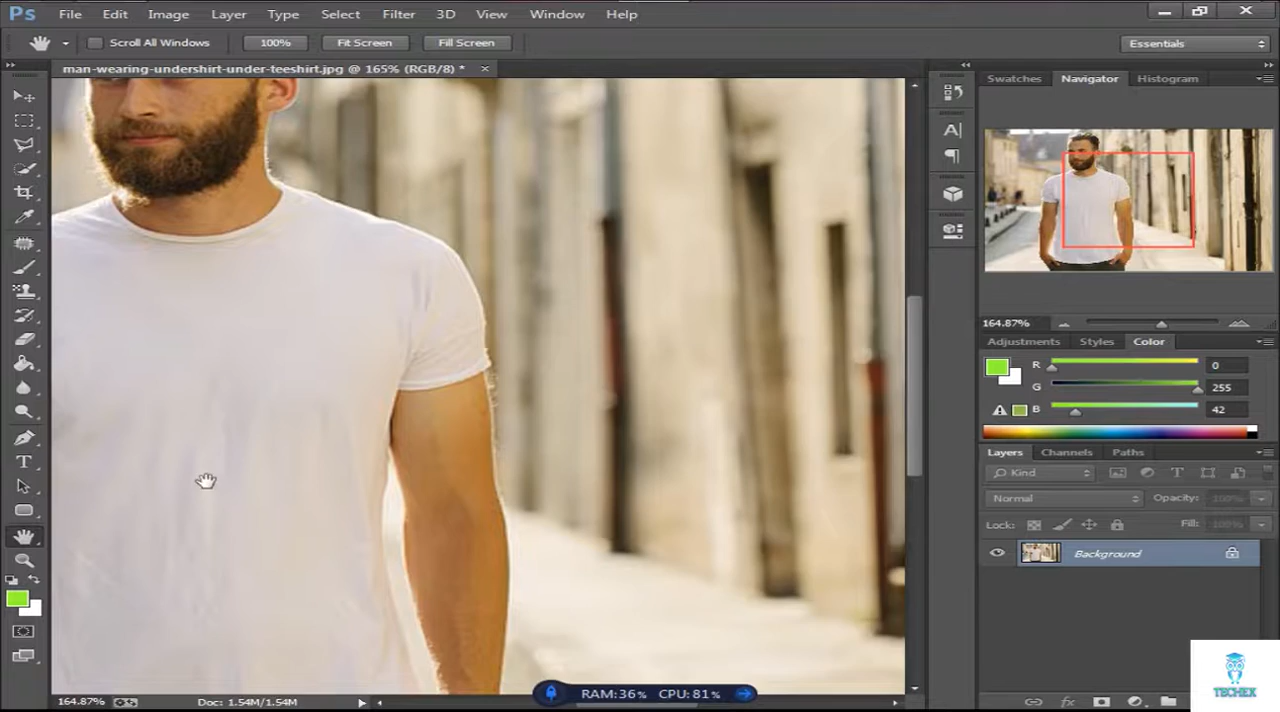 Ps File Edit Image Layer Type Select Filter 3D View Window Help
Scroll All Windows 100% Fit Screen Fill Screen Essentials
man-wearing-undershirt-under-teeshirt.jpg @ 165% (RGB/8) *
Swatches Navigator Histogram
164.87%
Adjustments Styles Color
R 0
G 255
B 42
Layers Channels Paths
Kind
Normal Opacity: 100%
Lock: Fill: 100%
Background
164.87% Doc: 1.54M/1.54M
RAM:36% CPU:81%
TECHEX